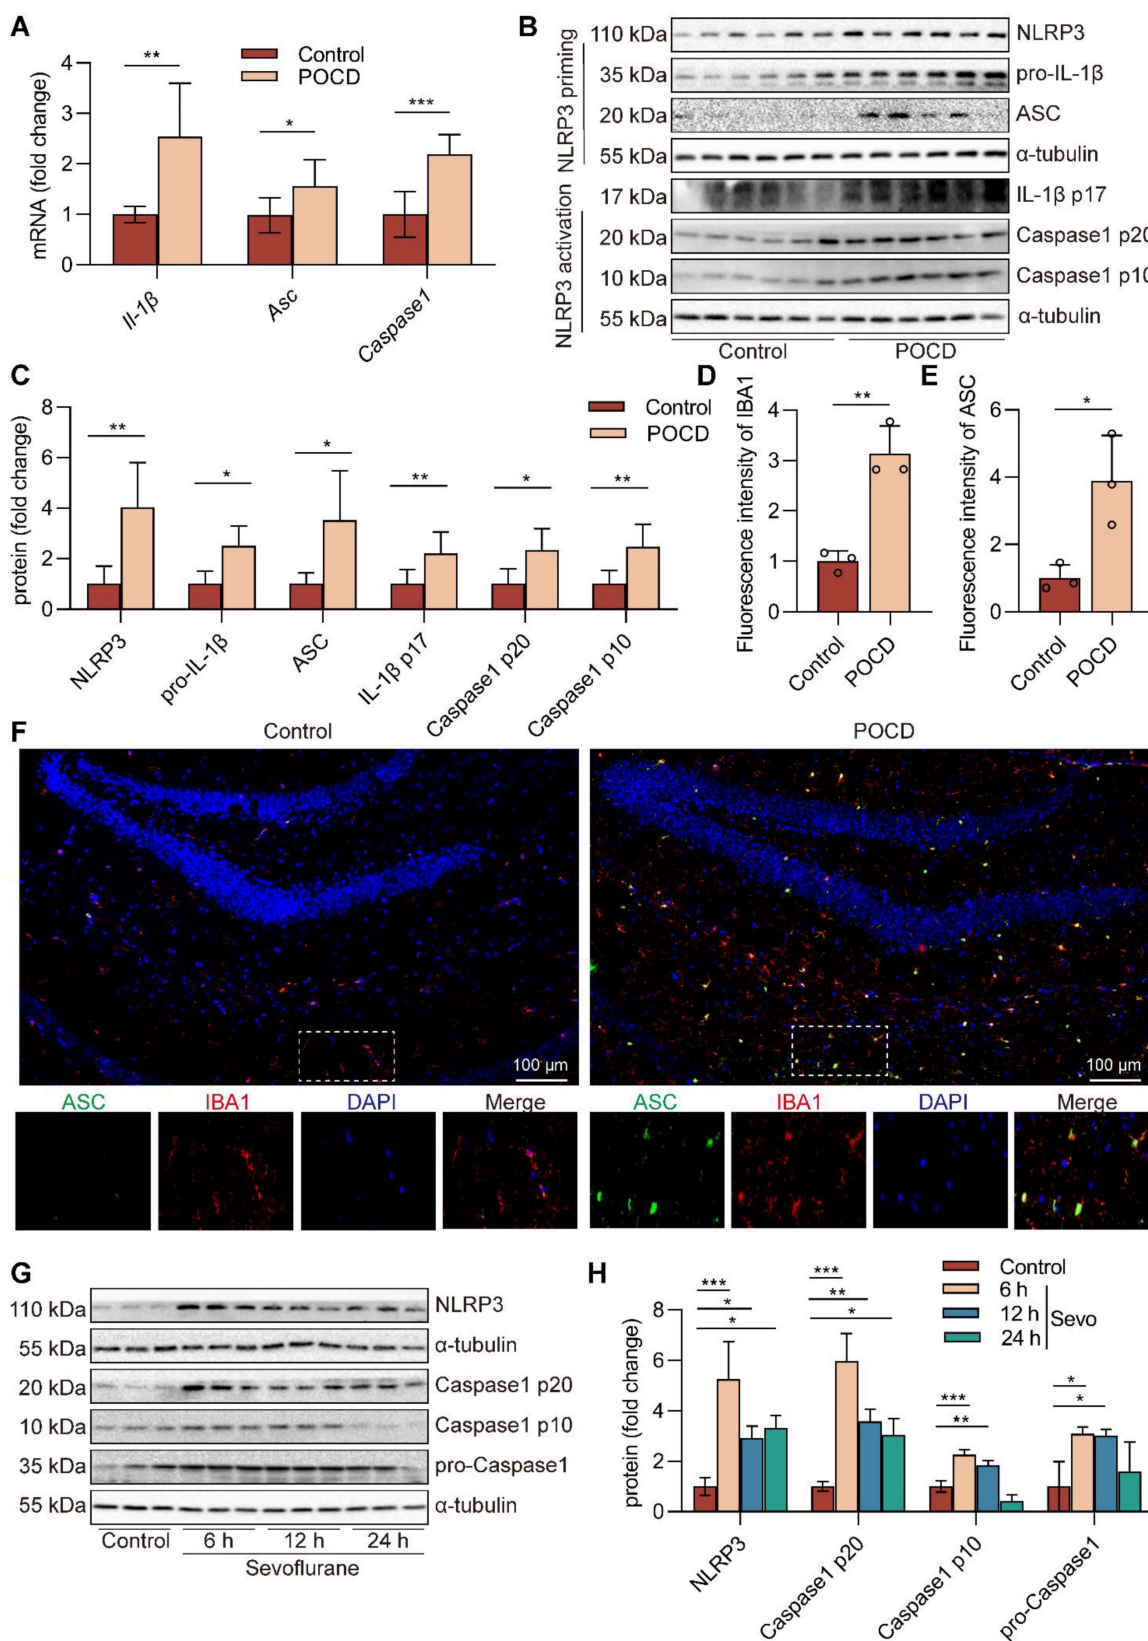 A
Control
POCD
mRNA (fold change)
4
3
2
1
0
**
*
***
Il-1β
Asc
Caspase1
B
NLRP3 priming
NLRP3 activation
110 kDa
NLRP3
35 kDa
pro-IL-1β
20 kDa
ASC
55 kDa
α-tubulin
17 kDa
IL-1β p17
20 kDa
Caspase1 p20
10 kDa
Caspase1 p10
55 kDa
α-tubulin
Control
POCD
C
protein (fold change)
8
6
4
2
0
Control
POCD
**
*
*
**
*
**
NLRP3
pro-IL-1β
ASC
IL-1β p17
Caspase1 p20
Caspase1 p10
D
Fluorescence intensity of IBA1
4
3
2
1
0
**
Control
POCD
E
Fluorescence intensity of ASC
6
4
2
0
*
Control
POCD
F
Control
POCD
100 µm
100 µm
ASC
IBA1
DAPI
Merge
ASC
IBA1
DAPI
Merge
G
110 kDa
NLRP3
55 kDa
α-tubulin
20 kDa
Caspase1 p20
10 kDa
Caspase1 p10
35 kDa
pro-Caspase1
55 kDa
α-tubulin
Control
6 h
12 h
24 h
Sevoflurane
H
Control
6 h
12 h
24 h
Sevo
protein (fold change)
8
6
4
2
0
***
*
*
***
**
*
***
**
*
*
NLRP3
Caspase1 p20
Caspase1 p10
pro-Caspase1